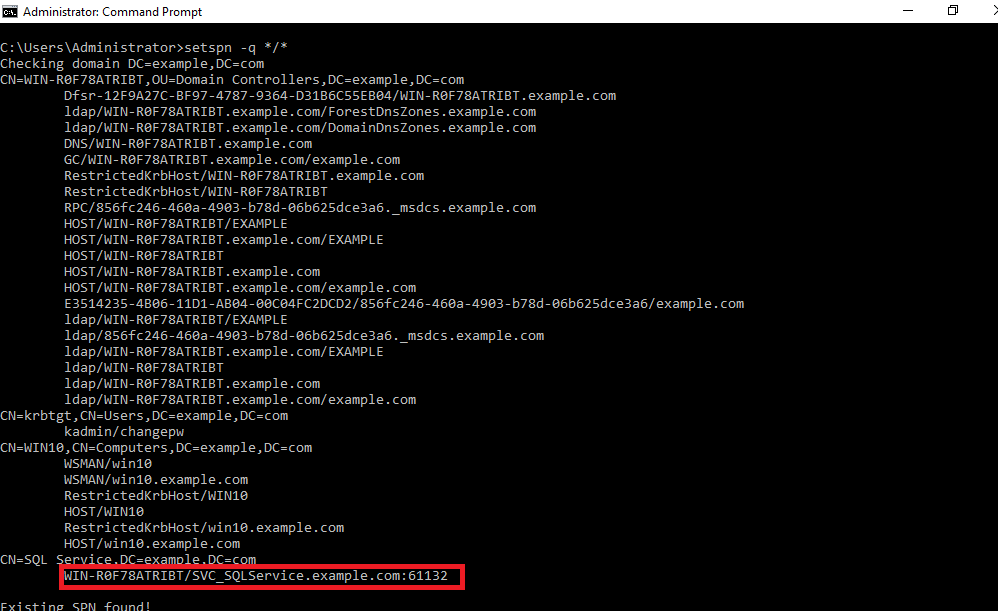 Administrator: Command Prompt
C:\Users\Administrator>setspn -q */*
Checking domain DC=example,DC=com
CN=WIN-R0F78ATRIBT,OU=Domain Controllers,DC=example,DC=com
Dfsr-12F9A27C-BF97-4787-9364-D31B6C55EB04/WIN-R0F78ATRIBT.example.com
ldap/WIN-R0F78ATRIBT.example.com/ForestDnsZones.example.com
ldap/WIN-R0F78ATRIBT.example.com/DomainDnsZones.example.com
DNS/WIN-R0F78ATRIBT.example.com
GC/WIN-R0F78ATRIBT.example.com/example.com
RestrictedKrbHost/WIN-R0F78ATRIBT.example.com
RestrictedKrbHost/WIN-R0F78ATRIBT
RPC/856fc246-460a-4903-b78d-06b625dce3a6._msdcs.example.com
HOST/WIN-R0F78ATRIBT/EXAMPLE
HOST/WIN-R0F78ATRIBT.example.com/EXAMPLE
HOST/WIN-R0F78ATRIBT
HOST/WIN-R0F78ATRIBT.example.com
HOST/WIN-R0F78ATRIBT.example.com/example.com
E3514235-4B06-11D1-AB04-00C04FC2DCD2/856fc246-460a-4903-b78d-06b625dce3a6/example.com
ldap/WIN-R0F78ATRIBT/EXAMPLE
ldap/856fc246-460a-4903-b78d-06b625dce3a6._msdcs.example.com
ldap/WIN-R0F78ATRIBT.example.com/EXAMPLE
ldap/WIN-R0F78ATRIBT
ldap/WIN-R0F78ATRIBT.example.com
ldap/WIN-R0F78ATRIBT.example.com/example.com
CN=krbtgt,CN=Users,DC=example,DC=com
kadmin/changepw
CN=WIN10,CN=Computers,DC=example,DC=com
WSMAN/win10
WSMAN/win10.example.com
RestrictedKrbHost/WIN10
HOST/WIN10
RestrictedKrbHost/win10.example.com
HOST/win10.example.com
CN=SQL Service,DC=example,DC=com
WIN-R0F78ATRIBT/SVC_SQLService.example.com:61132
Existing SPN found!